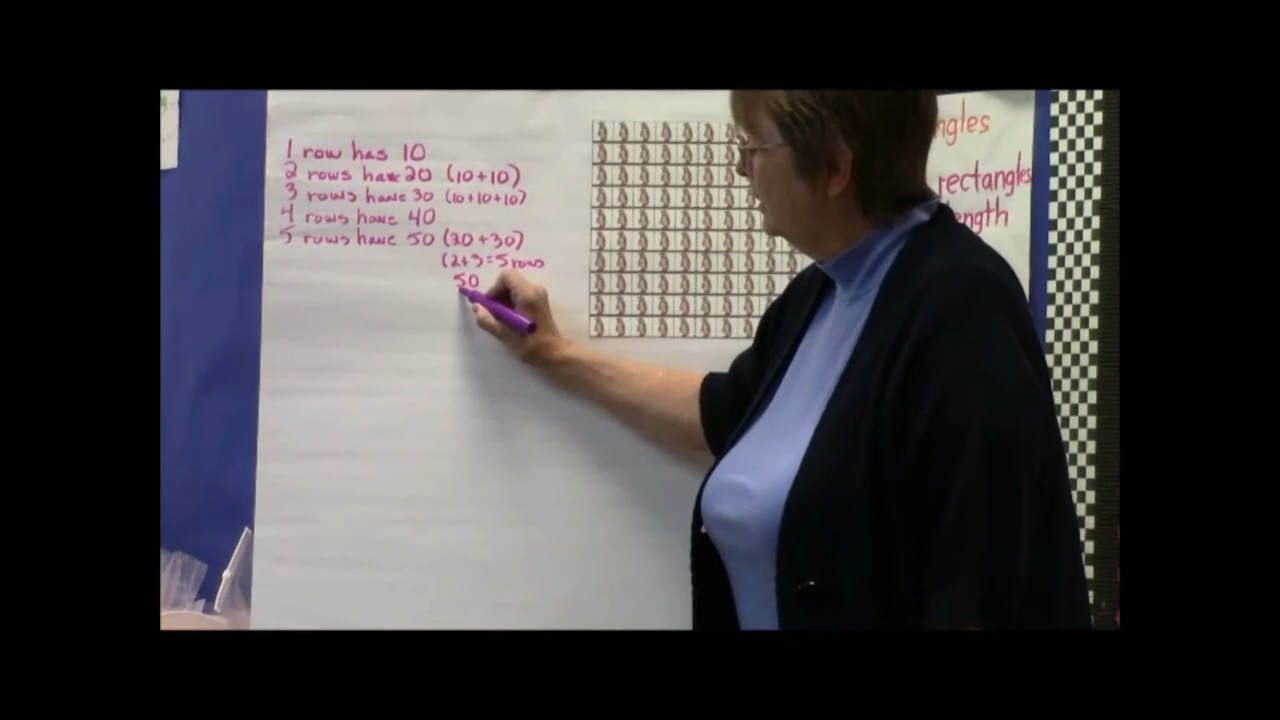 1 row has 10
2 rows have 20 (10+10)
3 rows have 30 (10+10+10)
4 rows have 40
5 rows have 50 (20+30)
(2+3=5 rows
50
ngles
rectangles
length